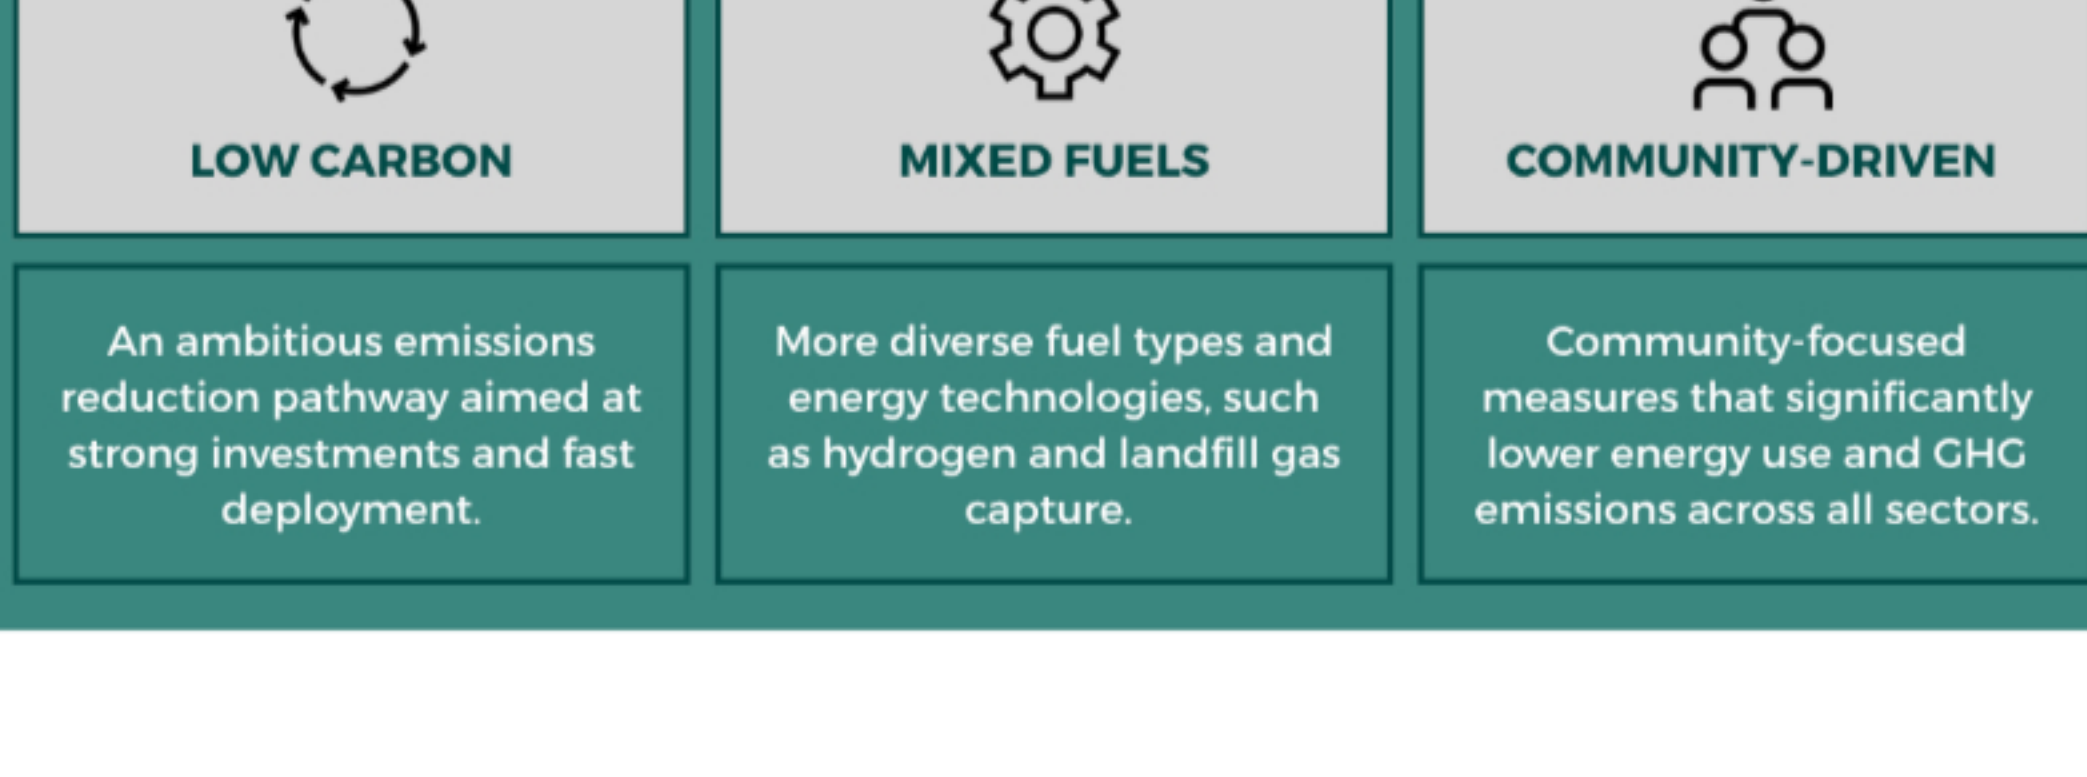 LOW CARBON
An ambitious emissions
reduction pathway aimed at
strong investments and fast
deployment.
MIXED FUELS
More diverse fuel types and
energy technologies, such
as hydrogen and landfill gas
capture.
COMMUNITY-DRIVEN
Community-focused
measures that significantly
lower energy use and GHG
emissions across all sectors.